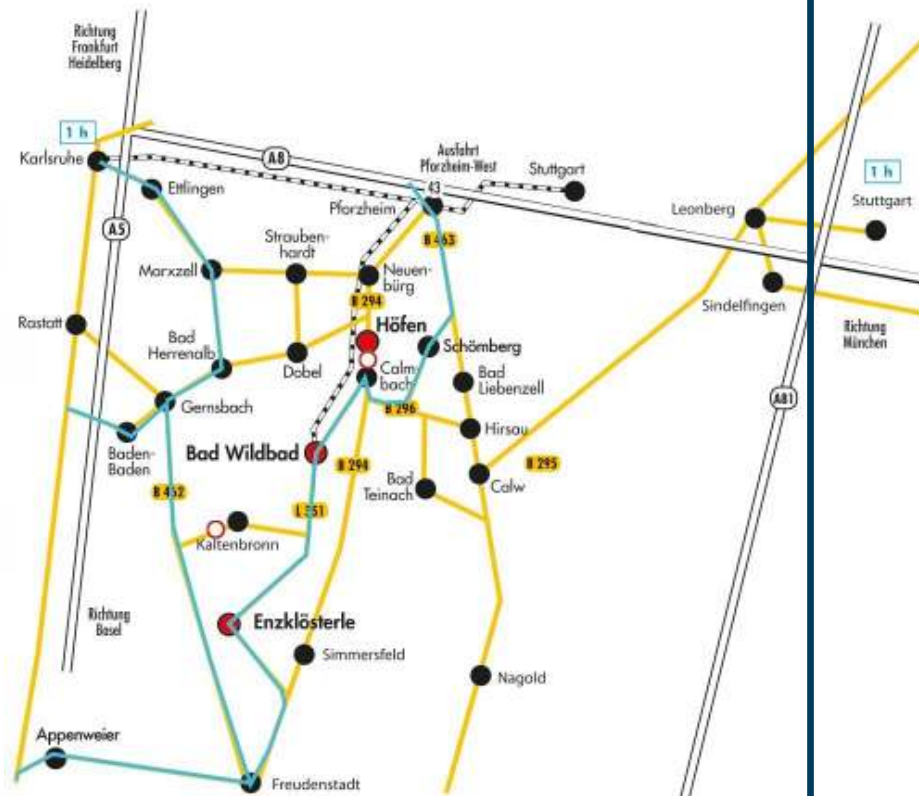 Richtung
Frankfurt
Heidelberg
1 h
Karlsruhe
A8
Ausfahrt
Pforzheim-West
43
Stuttgart
1 h
Stuttgart
Ettlingen
Pforzheim
Leonberg
A5
Strauben-
hardt
B 463
Marxzell
Neuen-
bürg
Sindelfingen
B 294
Rastatt
Höfen
Richtung
München
Bad
Herrenalb
Dobel
Schömberg
Calm-
bach
Bad
Liebenzell
A81
Gernsbach
B 296
Hirsau
Baden-
Baden
Bad Wildbad
B 294
B 295
Bad
Teinach
Calw
B 462
L 351
Kaltenbronn
Richtung
Basel
Enzklösterle
Simmersfeld
Nagold
Appenweier
Freudenstadt